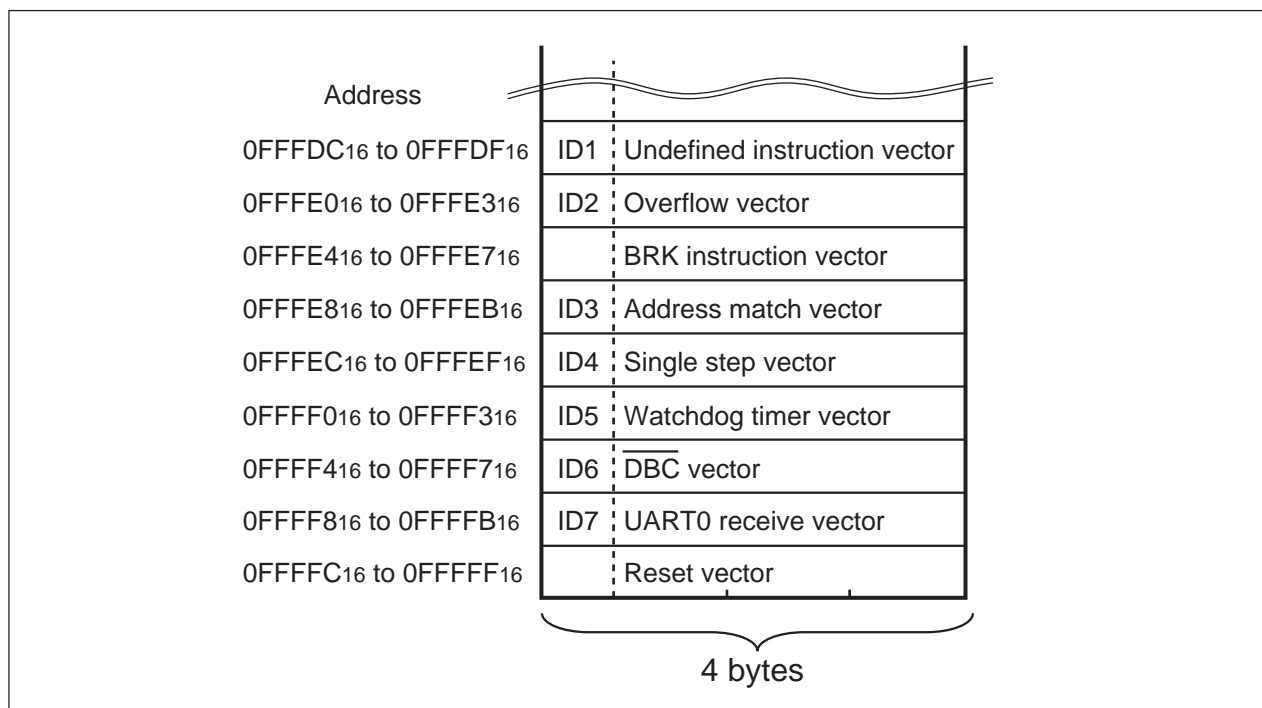 Address
0FFFDC16 to 0FFFDF16 ID1 Undefined instruction vector
0FFFE016 to 0FFFE316 ID2 Overflow vector
0FFFE416 to 0FFFE716 BRK instruction vector
0FFFE816 to 0FFFEB16 ID3 Address match vector
0FFFEC16 to 0FFFEF16 ID4 Single step vector
0FFFF016 to 0FFFF316 ID5 Watchdog timer vector
0FFFF416 to 0FFFF716 ID6 D̅B̅C̅ vector
0FFFF816 to 0FFFFB16 ID7 UART0 receive vector
0FFFFC16 to 0FFFFF16 Reset vector
4 bytes